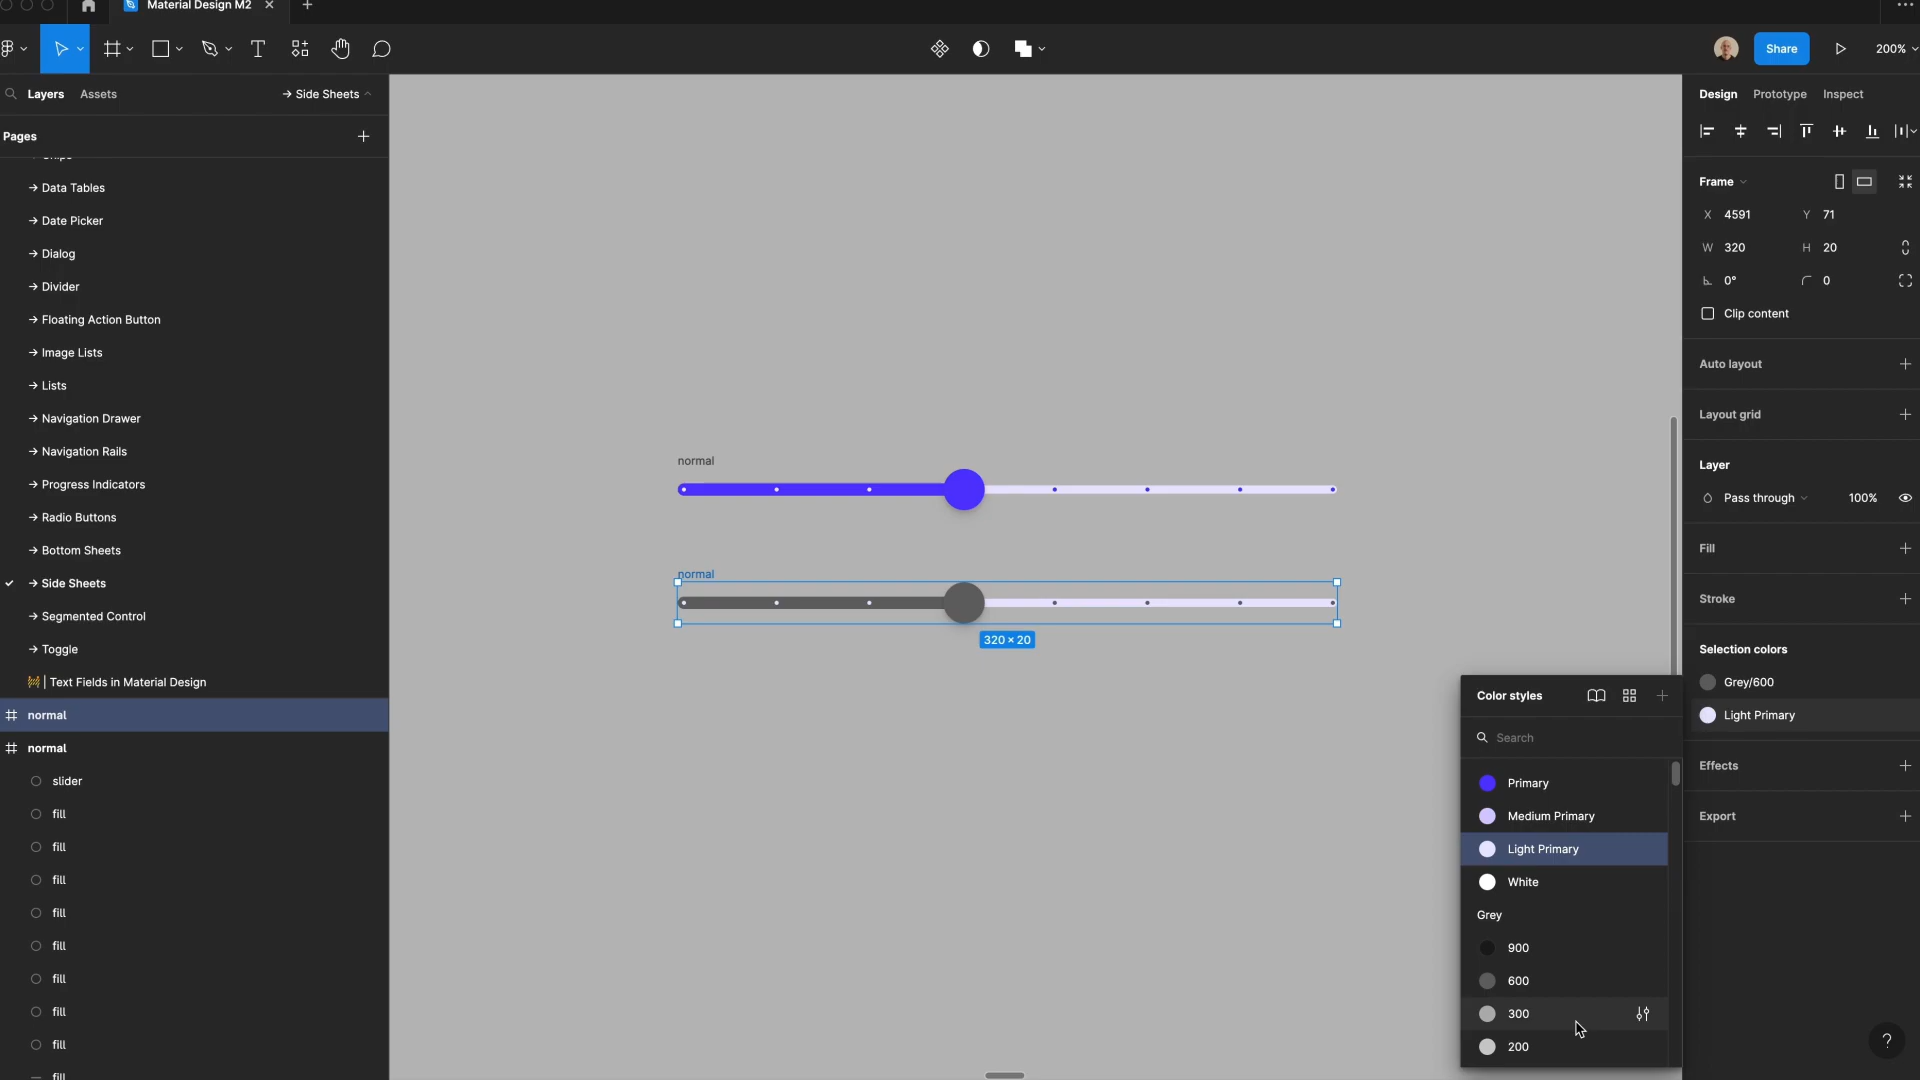 Material Design M2
Share
200%
Layers
Assets
→ Side Sheets
Pages
→ Data Tables
→ Date Picker
→ Dialog
→ Divider
→ Floating Action Button
→ Image Lists
→ Lists
→ Navigation Drawer
→ Navigation Rails
→ Progress Indicators
→ Radio Buttons
→ Bottom Sheets
→ Side Sheets
→ Segmented Control
→ Toggle
🚧 | Text Fields in Material Design
normal
normal
slider
fill
fill
fill
fill
fill
fill
fill
fill
fill
normal
normal
320 × 20
Design
Prototype
Inspect
Frame
X 4591
Y 71
W 320
H 20
0°
0
Clip content
Auto layout
Layout grid
Layer
Pass through
100%
Fill
Stroke
Selection colors
Grey/600
Light Primary
Effects
Export
Color styles
Search
Primary
Medium Primary
Light Primary
White
Grey
900
600
300
200
?